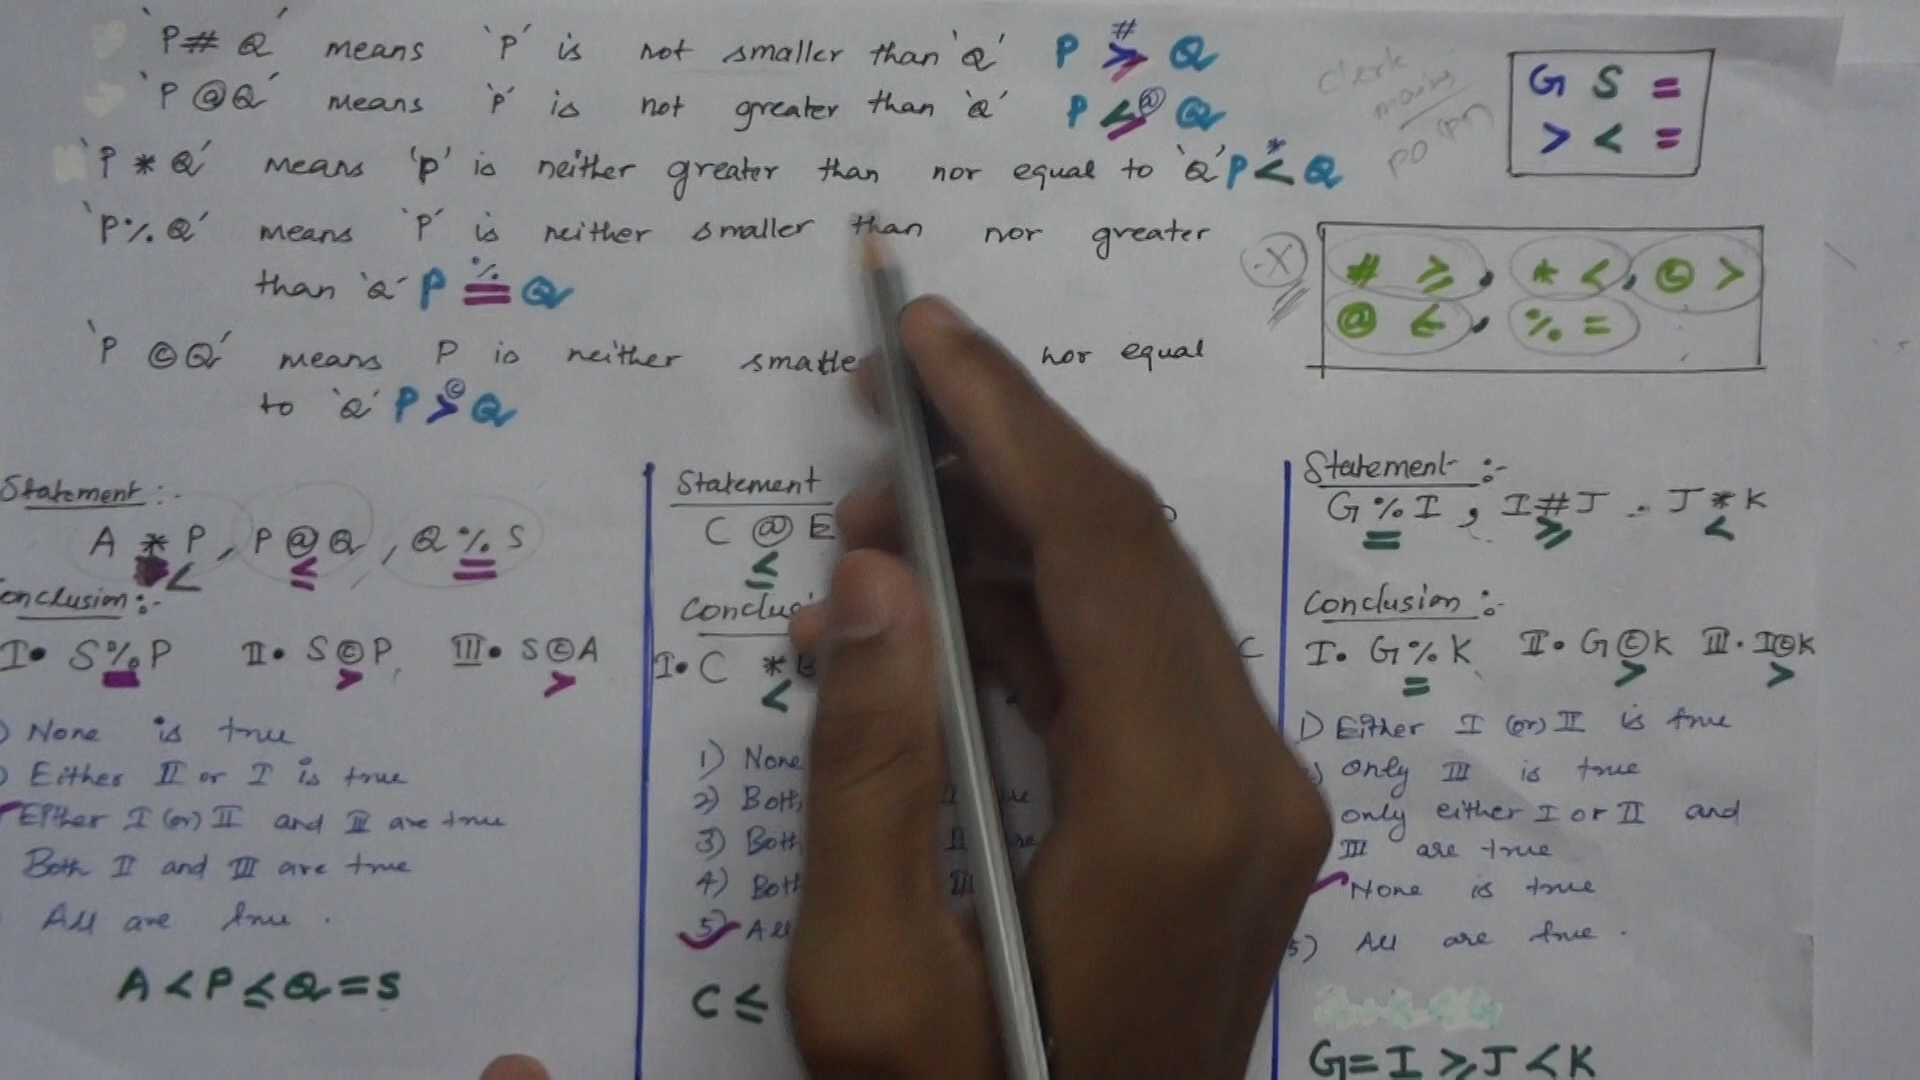 'P # Q' means 'P' is not smaller than 'Q' P ≥ Q #
'P @ Q' means 'P' is not greater than 'Q' P ≤ Q @
'P * Q' means 'P' is neither greater than nor equal to 'Q' P < Q *
'P % Q' means 'P' is neither smaller than nor greater
than 'Q' P = Q %
'P © Q' means P is neither smaller nor equal
to 'Q' P > Q ©
Clerk
mains
PO (Pr)
G S =
> < =
# ≥, * <, © >
@ ≤, % =
Statement :-
A * P, P @ Q, Q % S
< ≤ =
Conclusion :-
I. S % P II. S © P, III. S © A
= > >
None is true
Either II or I is true
Either I (or) II and III are true
Both II and III are true
All are true.
A < P ≤ Q = S
Statement
C @ E
≤
I. C * E
<
1) None
2) Both
3) Both
4) Both
5) All
C ≤
Statement :-
G % I, I # J. J * K
= ≥ <
Conclusion :-
I. G % K II. G © K III. I © K
= > >
1) Either I (or) II is true
only III is true
only either I or II and
III are true
None is true
5) All are true.
G = I ≥ J < K